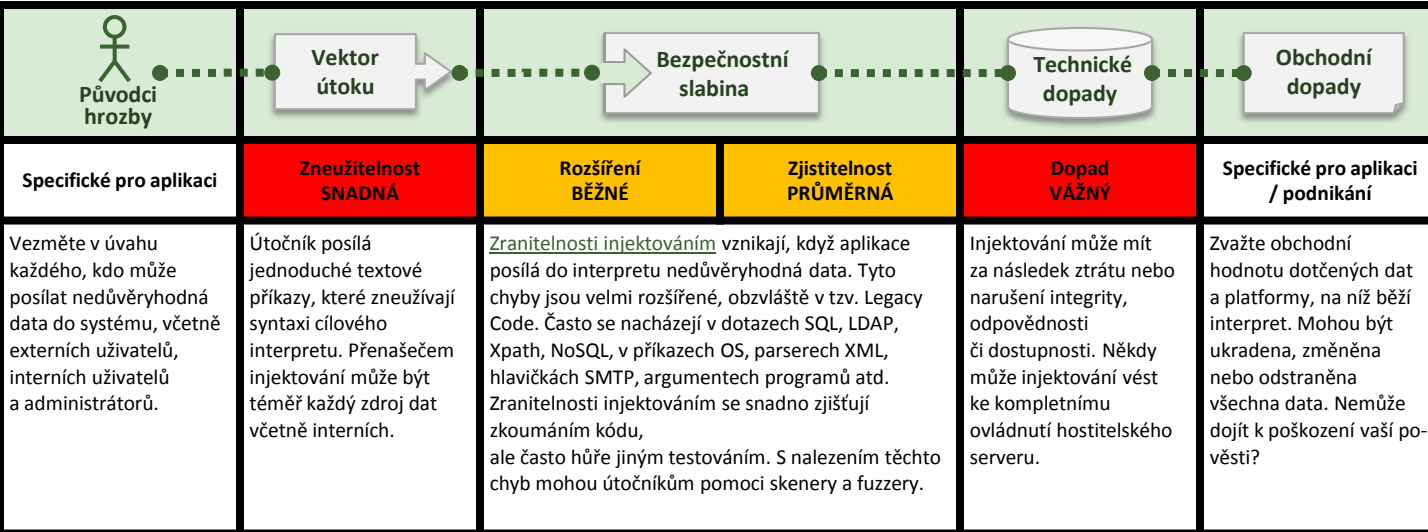 Původci
hrozby
Vektor
útoku
Bezpečnostní
slabina
Technické
dopady
Obchodní
dopady
Specifické pro aplikaci
Zneužitelnost
SNADNÁ
Rozšíření
BĚŽNÉ
Zjistitelnost
PRŮMĚRNÁ
Dopad
VÁŽNÝ
Specifické pro aplikaci
/ podnikání
Vezměte v úvahu
každého, kdo může
posílat nedůvěryhodná
data do systému, včetně
externích uživatelů,
interních uživatelů
a administrátorů.
Útočník posílá
jednoduché textové
příkazy, které zneužívají
syntaxi cílového
interpretu. Přenašečem
injektování může být
téměř každý zdroj dat
včetně interních.
Zranitelnosti injektováním vznikají, když aplikace
posílá do interpretu nedůvěryhodná data. Tyto
chyby jsou velmi rozšířené, obzvláště v tzv. Legacy
Code. Často se nacházejí v dotazech SQL, LDAP,
Xpath, NoSQL, v příkazech OS, parserech XML,
hlavičkách SMTP, argumentech programů atd.
Zranitelnosti injektováním se snadno zjišťují
zkoumáním kódu,
ale často hůře jiným testováním. S nalezením těchto
chyb mohou útočníkům pomoci skenery a fuzzery.
Injektování může mít
za následek ztrátu nebo
narušení integrity,
odpovědnosti
či dostupnosti. Někdy
může injektování vést
ke kompletnímu
ovládnutí hostitelského
serveru.
Zvažte obchodní
hodnotu dotčených dat
a platformy, na níž běží
interpret. Mohou být
ukradena, změněna
nebo odstraněna
všechna data. Nemůže
dojít k poškození vaší po-
věsti?